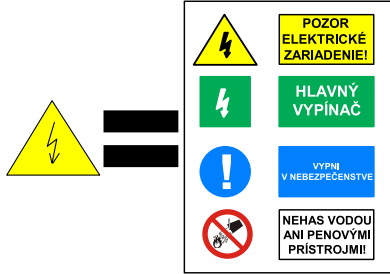 POZOR
ELEKTRICKÉ
ZARIADENIE!
HLAVNÝ
VYPÍNAČ
VYPNI
V NEBEZPEČENSTVE
NEHAS VODOU
ANI PENOVÝMI
PRÍSTROJMI!